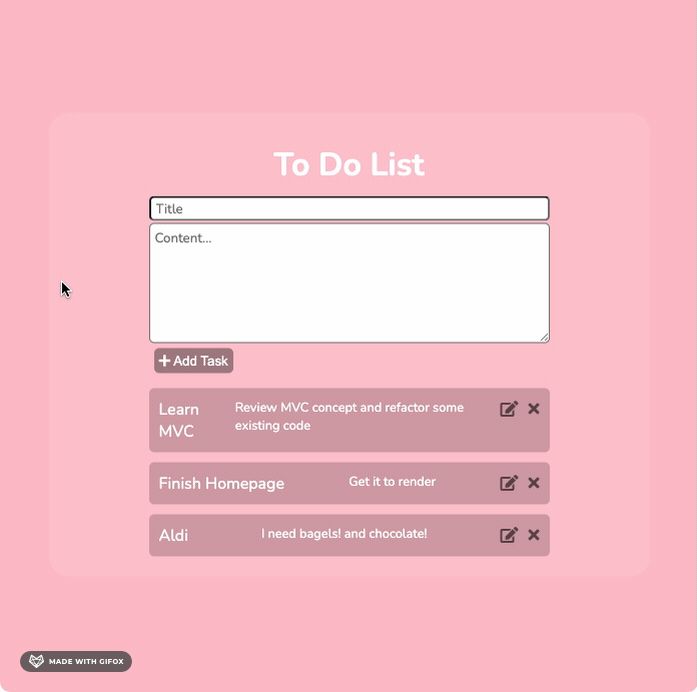 To Do List
Title
Content...
Add Task
Learn
MVC
Review MVC concept and refactor some
existing code
Finish Homepage
Get it to render
Aldi
I need bagels! and chocolate!
MADE WITH GIFOX